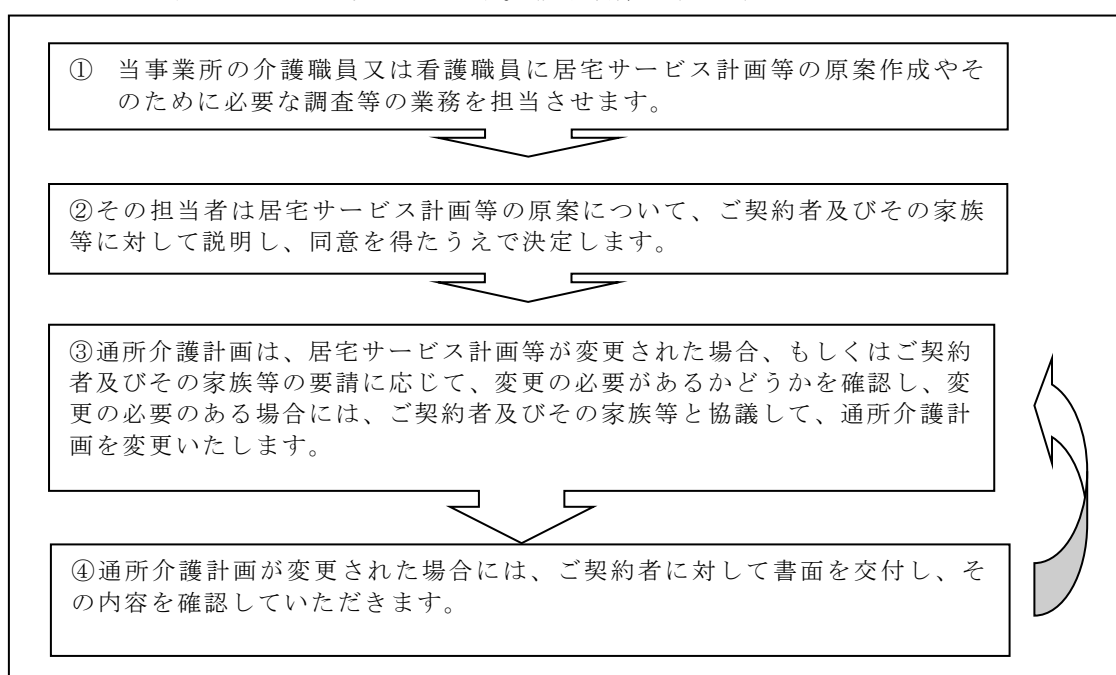 ① 当事業所の介護職員又は看護職員に居宅サービス計画等の原案作成やそ
のために必要な調査等の業務を担当させます。
②その担当者は居宅サービス計画等の原案について、ご契約者及びその家族
等に対して説明し、同意を得たうえで決定します。
③通所介護計画は、居宅サービス計画等が変更された場合、もしくはご契約
者及びその家族等の要請に応じて、変更の必要があるかどうかを確認し、変
更の必要のある場合には、ご契約者及びその家族等と協議して、通所介護計
画を変更いたします。
④通所介護計画が変更された場合には、ご契約者に対して書面を交付し、そ
の内容を確認していただきます。